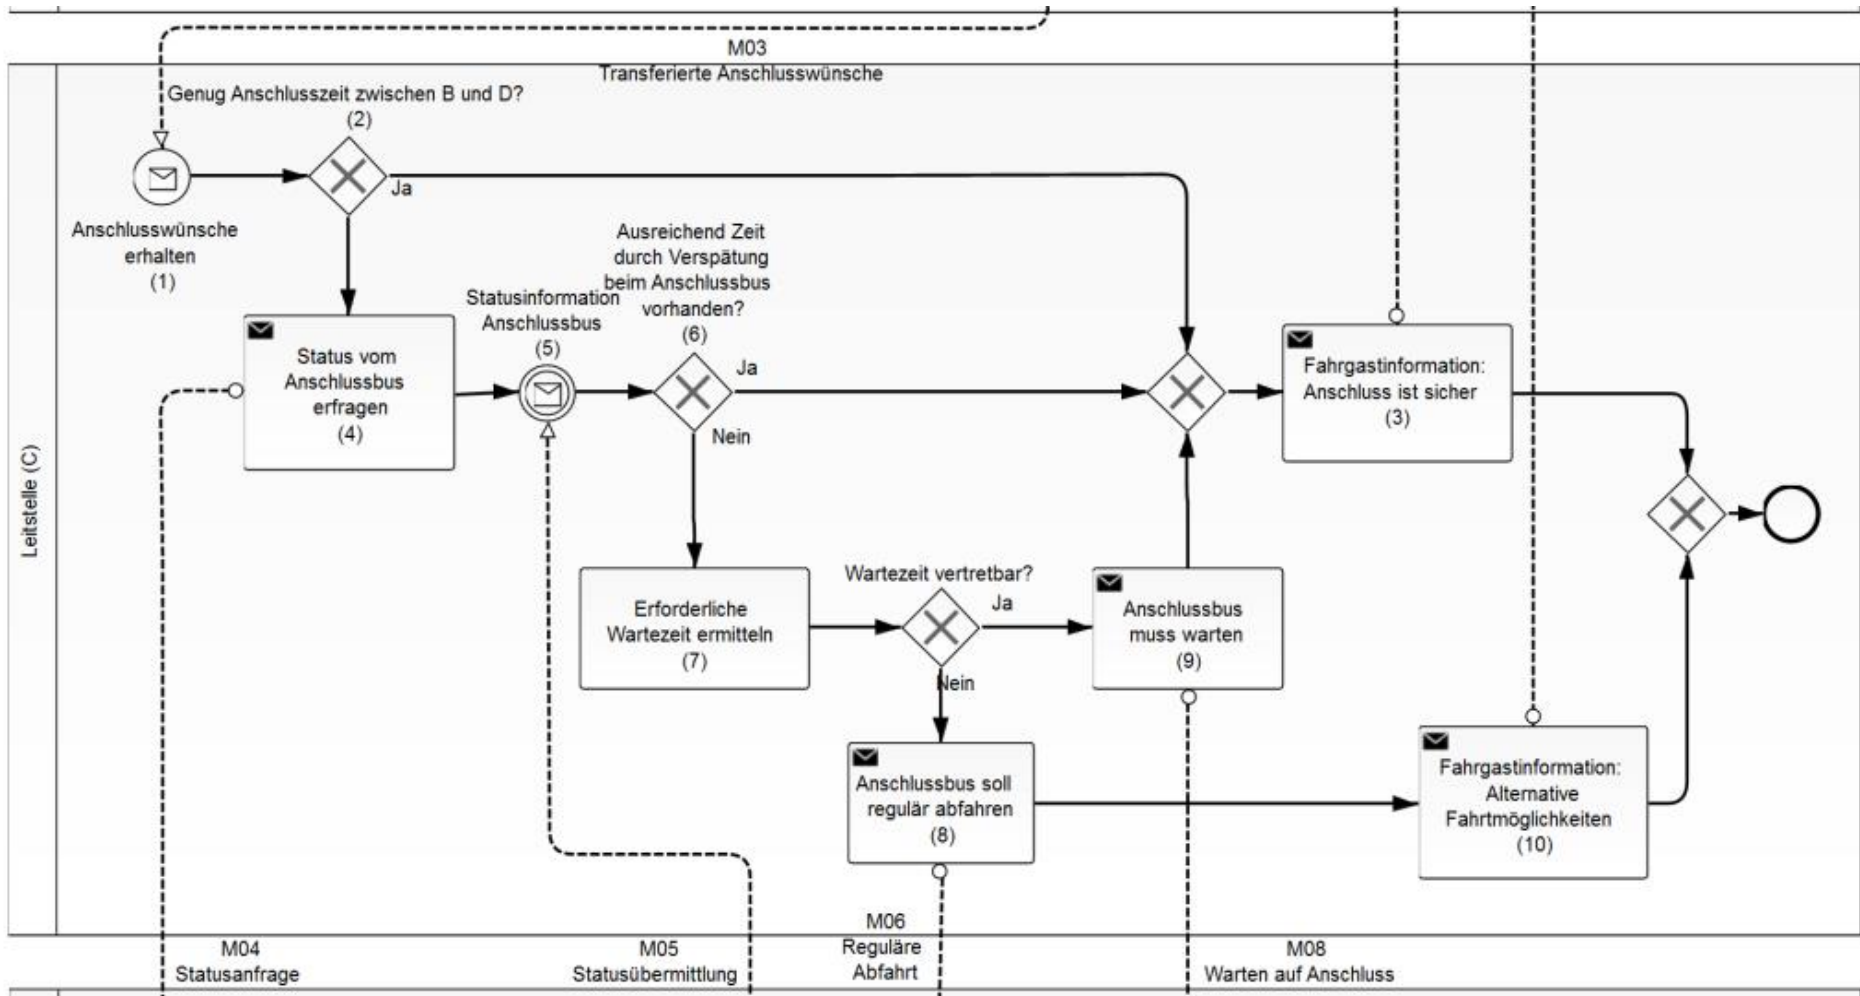 M03
Transferierte Anschlusswünsche
Leitstelle (C)
Genug Anschlusszeit zwischen B und D?
(2)
Ja
Anschlusswünsche
erhalten
(1)
Status vom
Anschlussbus
erfragen
(4)
Statusinformation
Anschlussbus
(5)
Ausreichend Zeit
durch Verspätung
beim Anschlussbus
vorhanden?
(6)
Ja
Nein
Fahrgastinformation:
Anschluss ist sicher
(3)
Erforderliche
Wartezeit ermitteln
(7)
Wartezeit vertretbar?
Ja
Nein
Anschlussbus
muss warten
(9)
Anschlussbus soll
regulär abfahren
(8)
Fahrgastinformation:
Alternative
Fahrtmöglichkeiten
(10)
M04
Statusanfrage
M05
Statusübermittlung
M06
Reguläre
Abfahrt
M08
Warten auf Anschluss